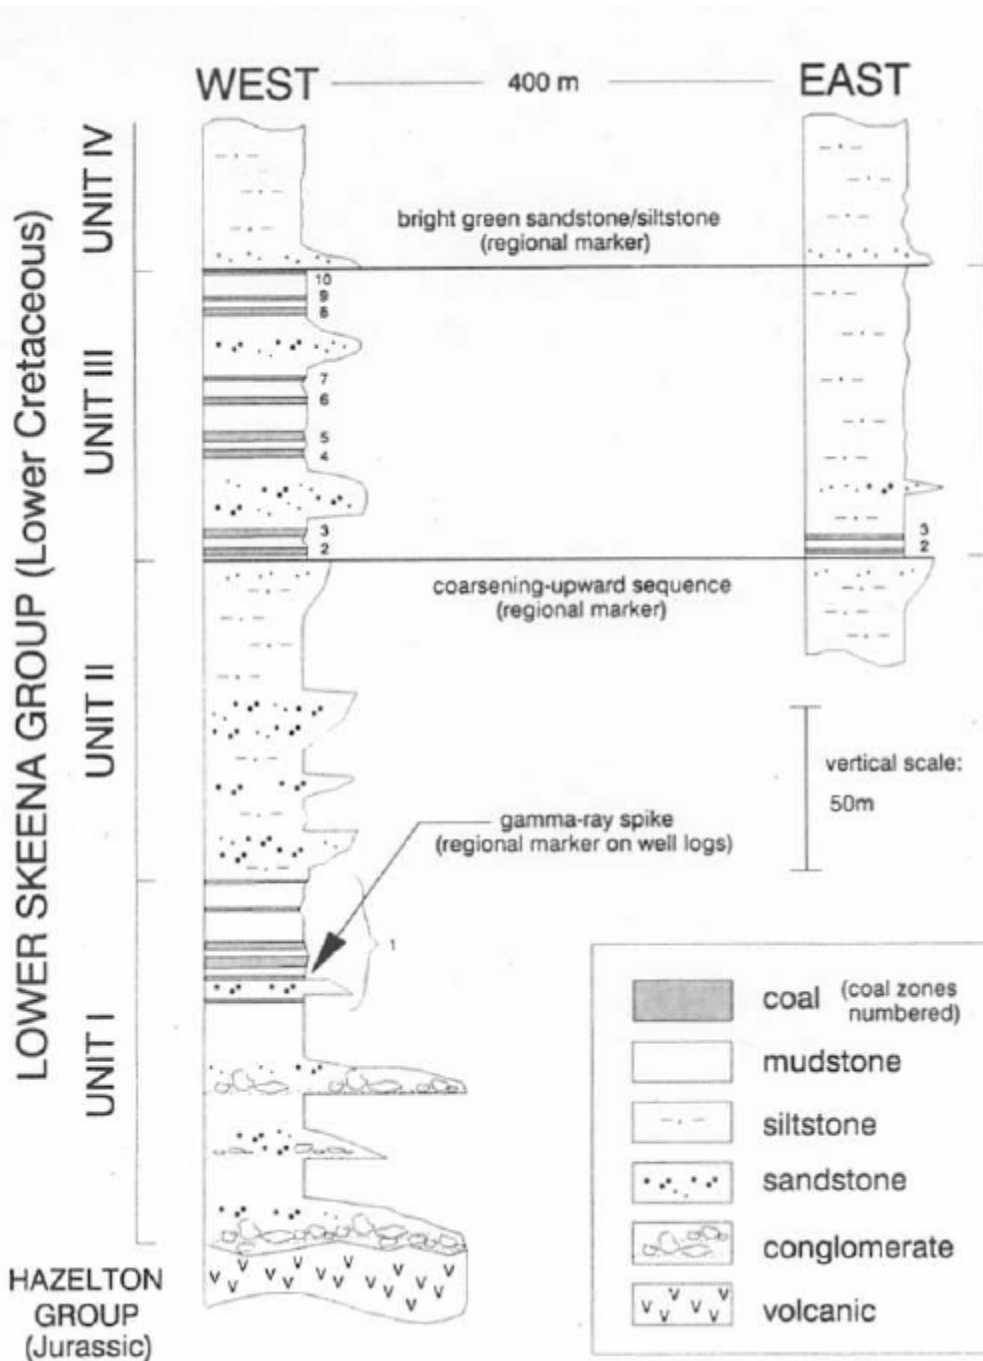 WEST
400 m
EAST
LOWER SKEENA GROUP (Lower Cretaceous)
UNIT IV
UNIT III
UNIT II
UNIT I
bright green sandstone/siltstone
(regional marker)
10
9
8
7
6
5
4
3
2
3
2
coarsening-upward sequence
(regional marker)
vertical scale:
50m
gamma-ray spike
(regional marker on well logs)
1
coal (coal zones
numbered)
mudstone
siltstone
sandstone
conglomerate
volcanic
HAZELTON
GROUP
(Jurassic)